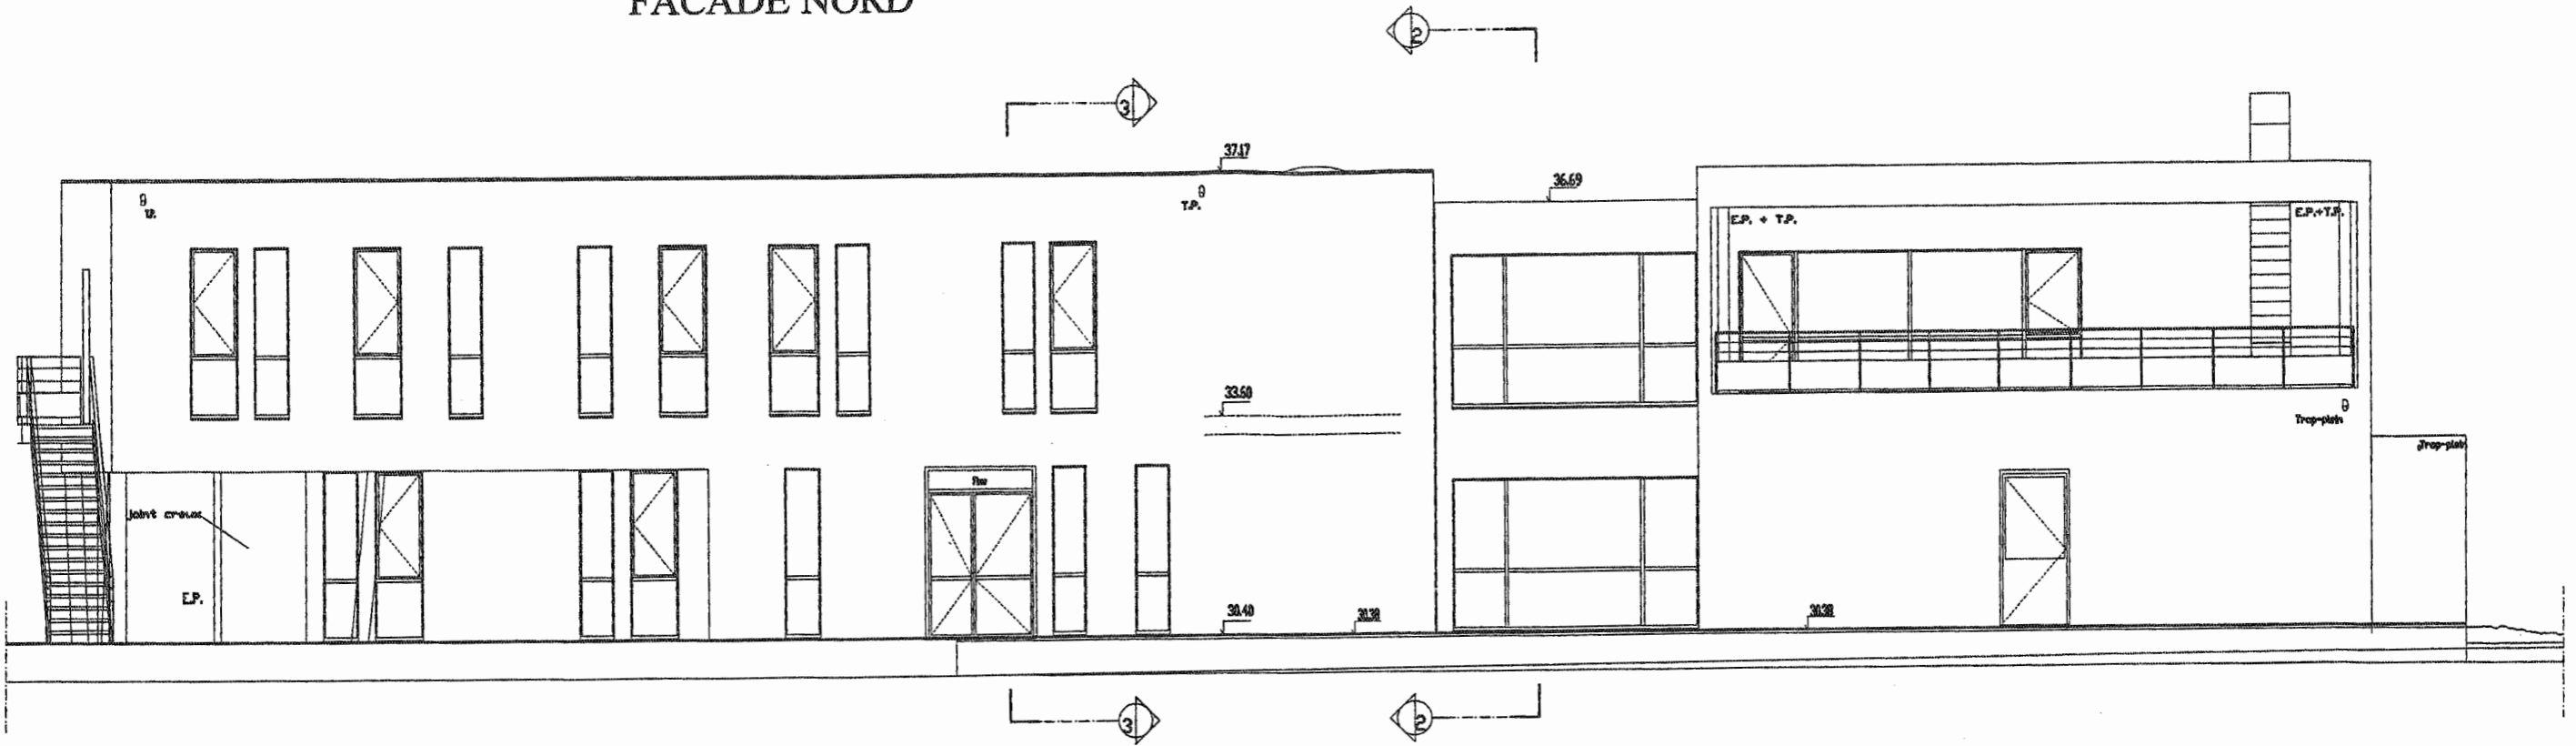 FACADE NORD
2
3
37.17
36.69
T.P.
T.P.
E.P. + T.P.
E.P.+T.P.
33.60
Trop-plein
Trop-plein
Fixe
joint creux
E.P.
30.40
30.38
30.38
3
2